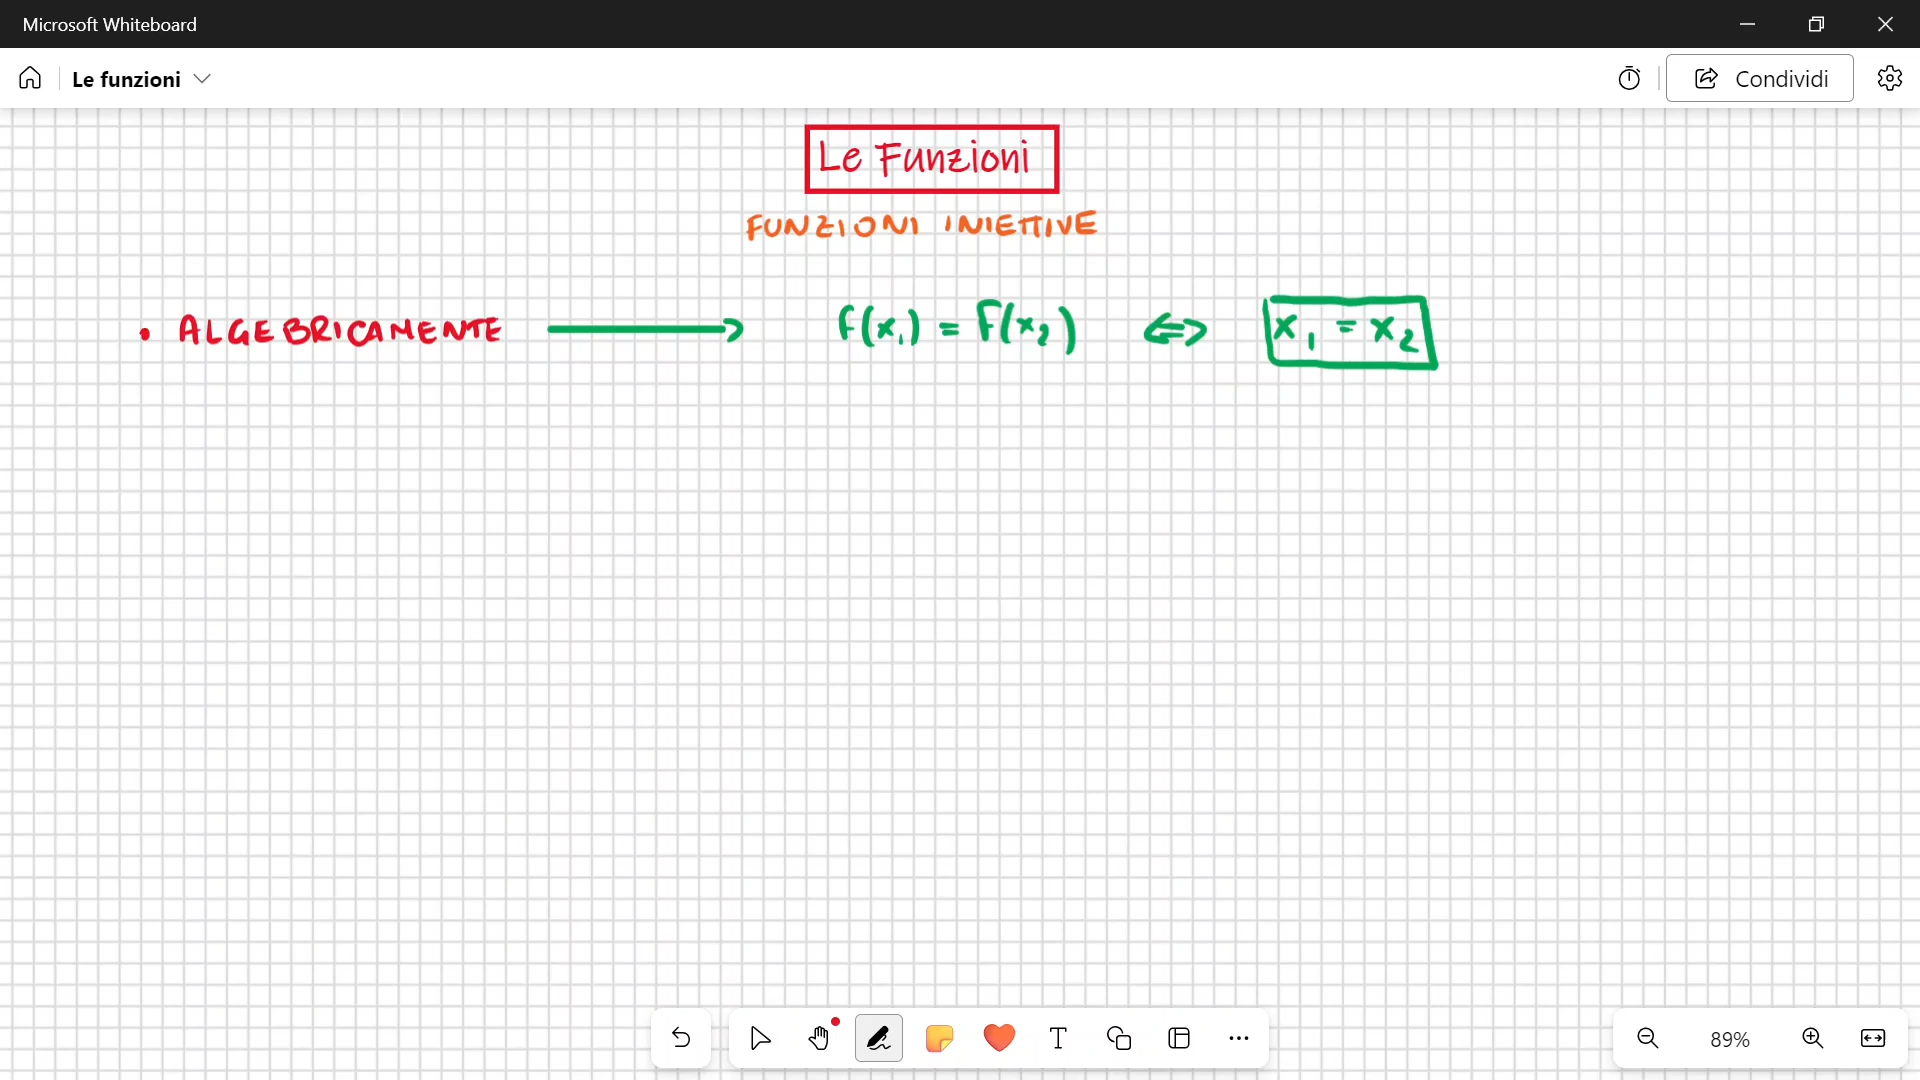 Microsoft Whiteboard
Le funzioni
Condividi
Le Funzioni
FUNZIONI INIETTIVE
• ALGEBRICAMENTE → f(x₁) = f(x₂) ⇔ x₁ = x₂
T
89%